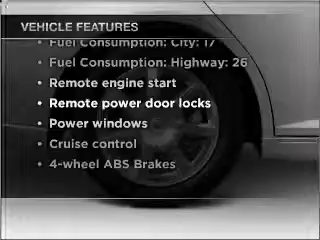 VEHICLE FEATURES
• Fuel Consumption: City: 17
• Fuel Consumption: Highway: 26
• Remote engine start
• Remote power door locks
• Power windows
• Cruise control
• 4-wheel ABS Brakes